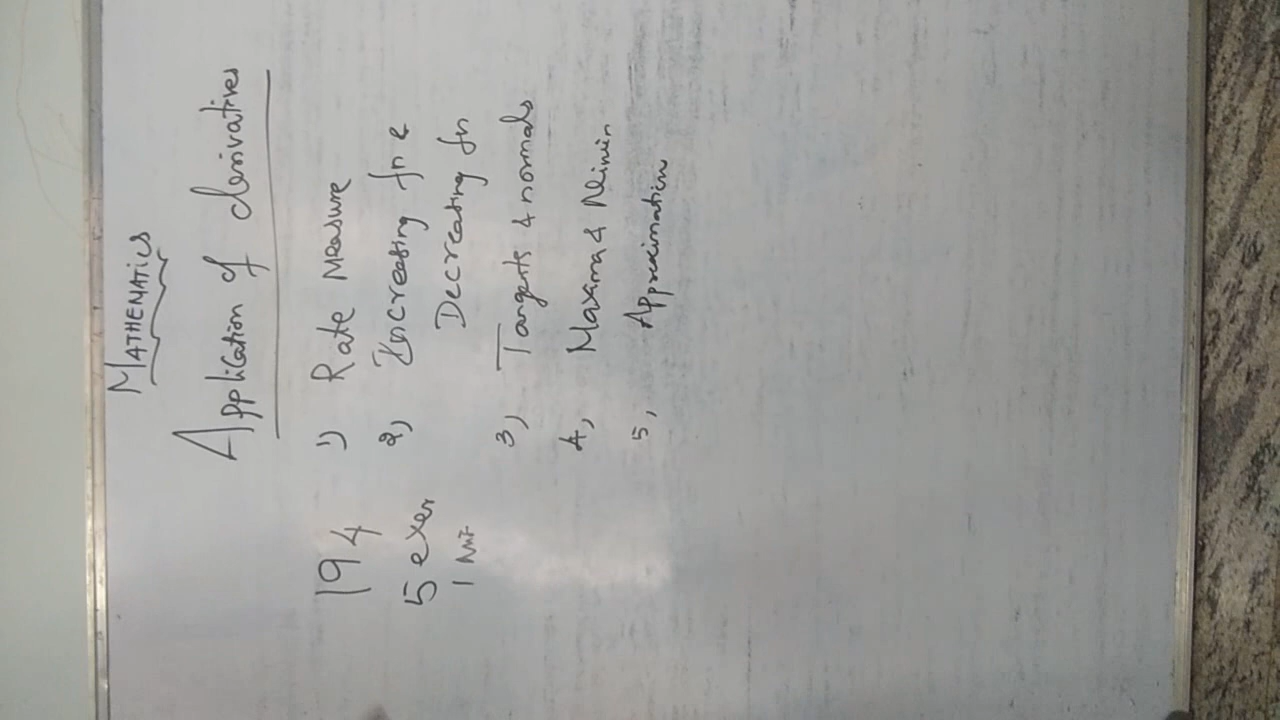 MATHEMATICS
Application of derivatives
1) Rate Measure
2) Increasing fn e
Decreasing fn
3) Tangents & normals
4) Maxima & Minim
5, Approximation
194
5 exer
1